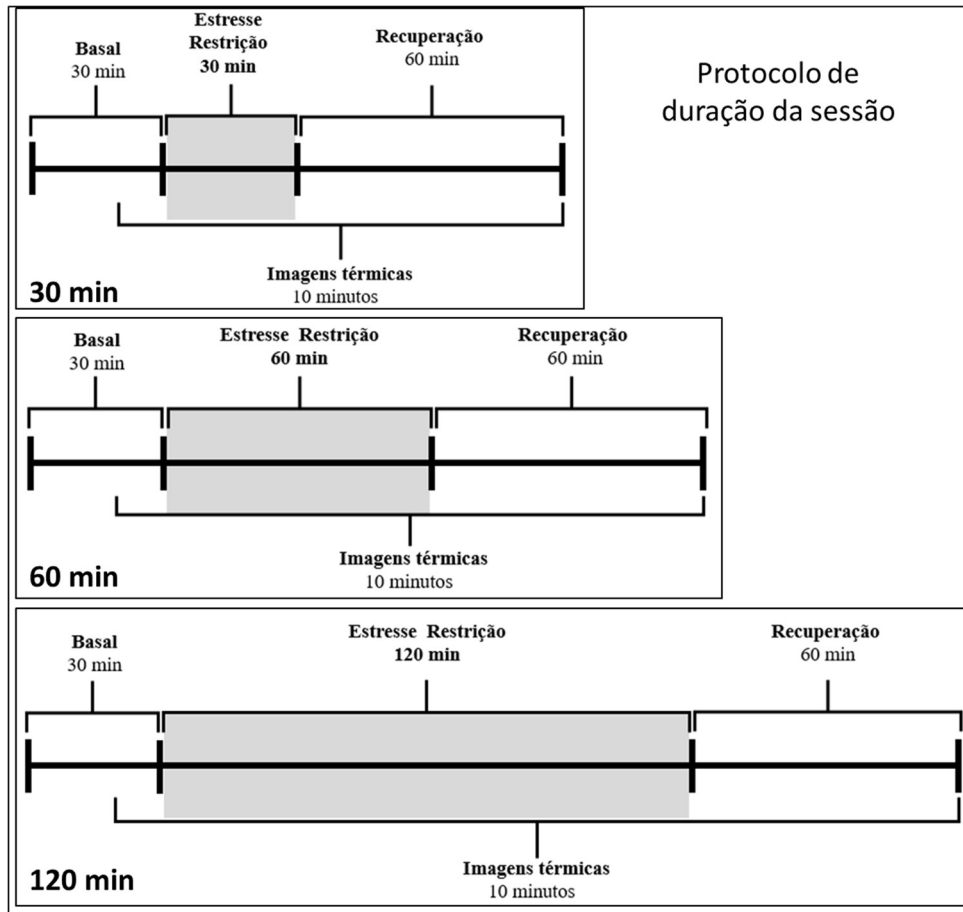 Protocolo de
duração da sessão
Basal
30 min
Estresse
Restrição
30 min
Recuperação
60 min
Imagens térmicas
10 minutos
30 min
Basal
30 min
Estresse Restrição
60 min
Recuperação
60 min
Imagens térmicas
10 minutos
60 min
Basal
30 min
Estresse Restrição
120 min
Recuperação
60 min
Imagens térmicas
10 minutos
120 min